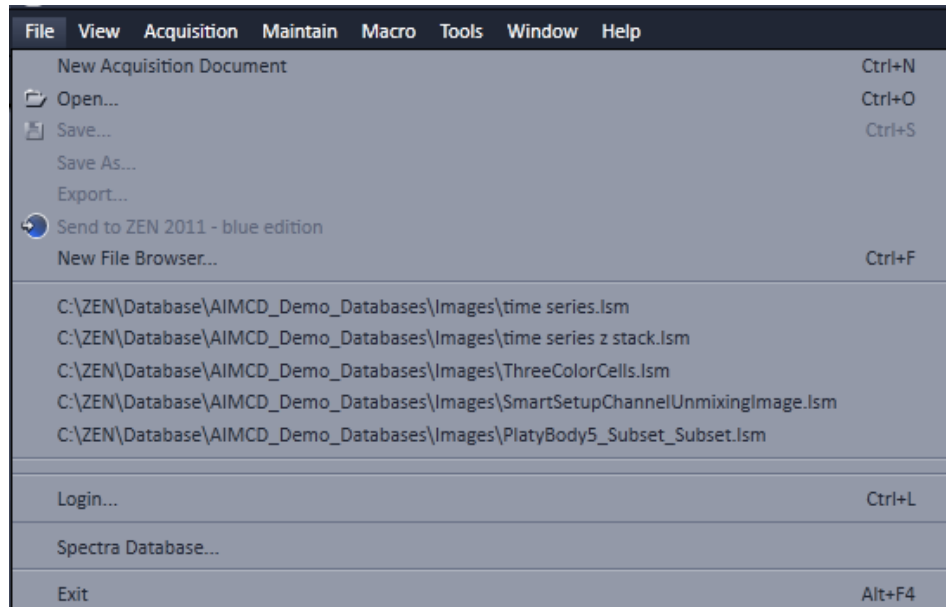 File View Acquisition Maintain Macro Tools Window Help
New Acquisition Document Ctrl+N
Open... Ctrl+O
Save... Ctrl+S
Save As...
Export...
Send to ZEN 2011 - blue edition
New File Browser... Ctrl+F
C:\ZEN\Database\AIMCD_Demo_Databases\Images\time series.lsm
C:\ZEN\Database\AIMCD_Demo_Databases\Images\time series z stack.lsm
C:\ZEN\Database\AIMCD_Demo_Databases\Images\ThreeColorCells.lsm
C:\ZEN\Database\AIMCD_Demo_Databases\Images\SmartSetupChannelUnmixingImage.lsm
C:\ZEN\Database\AIMCD_Demo_Databases\Images\PlatyBody5_Subset_Subset.lsm
Login... Ctrl+L
Spectra Database...
Exit Alt+F4